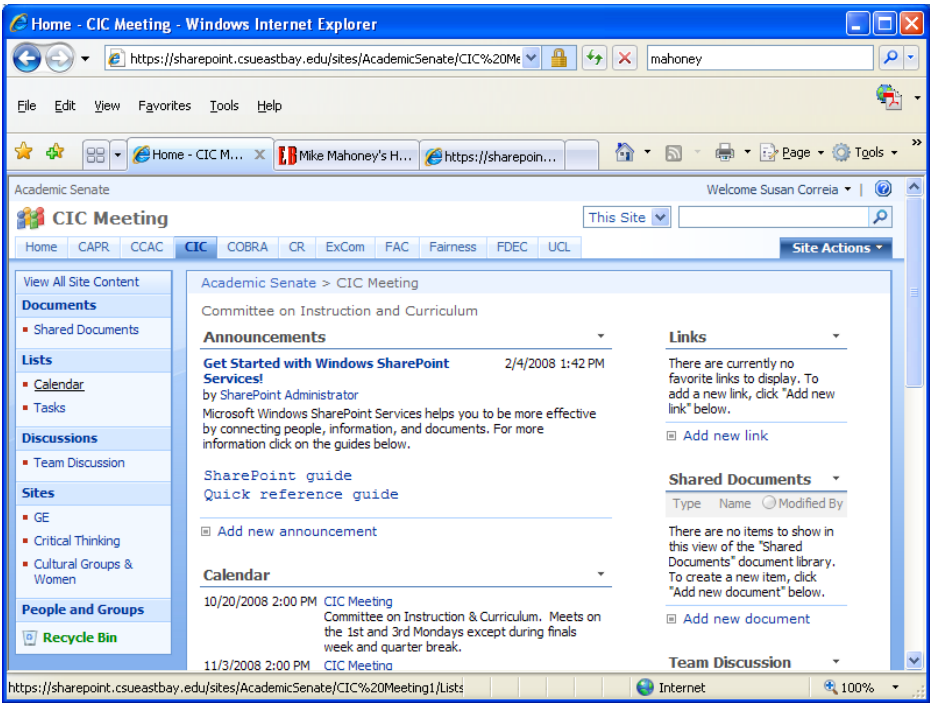 Home - CIC Meeting - Windows Internet Explorer
https://sharepoint.csueastbay.edu/sites/AcademicSenate/CIC%20Me
mahoney
File Edit View Favorites Tools Help
Home - CIC M... X Mike Mahoney's H... https://sharepoin... Page Tools »
Academic Senate
Welcome Susan Correia |
CIC Meeting
This Site
Home CAPR CCAC CIC COBRA CR ExCom FAC Fairness FDEC UCL
Site Actions
View All Site Content
Documents
Shared Documents
Lists
Calendar
Tasks
Discussions
Team Discussion
Sites
GE
Critical Thinking
Cultural Groups &
Women
People and Groups
Recycle Bin
Academic Senate > CIC Meeting
Committee on Instruction and Curriculum
Announcements
Get Started with Windows SharePoint 2/4/2008 1:42 PM
Services!
by SharePoint Administrator
Microsoft Windows SharePoint Services helps you to be more effective
by connecting people, information, and documents. For more
information click on the guides below.
SharePoint guide
Quick reference guide
Add new announcement
Calendar
10/20/2008 2:00 PM CIC Meeting
Committee on Instruction & Curriculum. Meets on
the 1st and 3rd Mondays except during finals
week and quarter break.
11/3/2008 2:00 PM CIC Meeting
Links
There are currently no
favorite links to display. To
add a new link, click "Add new
link" below.
Add new link
Shared Documents
Type Name Modified By
There are no items to show in
this view of the "Shared
Documents" document library.
To create a new item, click
"Add new document" below.
Add new document
Team Discussion
https://sharepoint.csueastbay.edu/sites/AcademicSenate/CIC%20Meeting1/Lists
Internet
100%